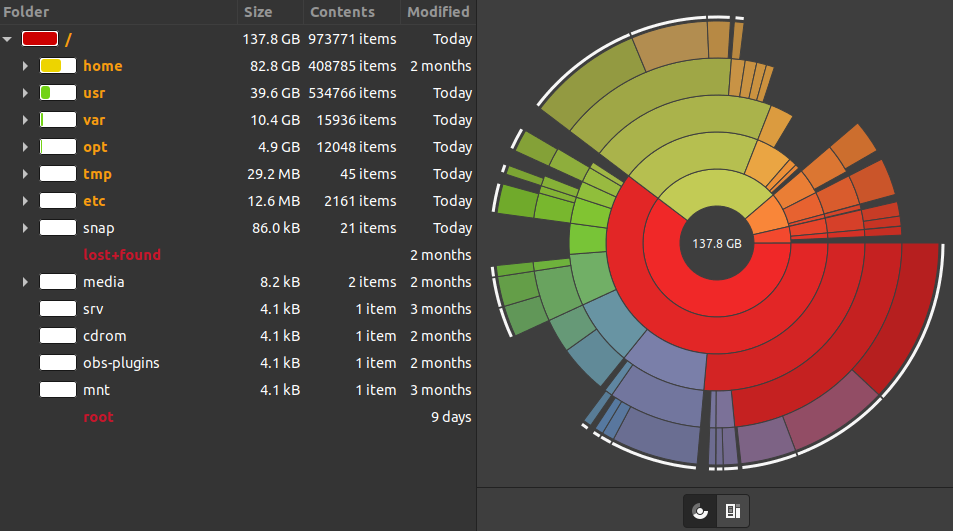 Folder Size Contents Modified
/ 137.8 GB 973771 items Today
home 82.8 GB 408785 items 2 months
usr 39.6 GB 534766 items Today
var 10.4 GB 15936 items Today
opt 4.9 GB 12048 items Today
tmp 29.2 MB 45 items Today
etc 12.6 MB 2161 items Today
snap 86.0 kB 21 items Today
lost+found 2 months
media 8.2 kB 2 items 2 months
srv 4.1 kB 1 item 3 months
cdrom 4.1 kB 1 item 2 months
obs-plugins 4.1 kB 1 item 2 months
mnt 4.1 kB 1 item 3 months
root 9 days
137.8 GB